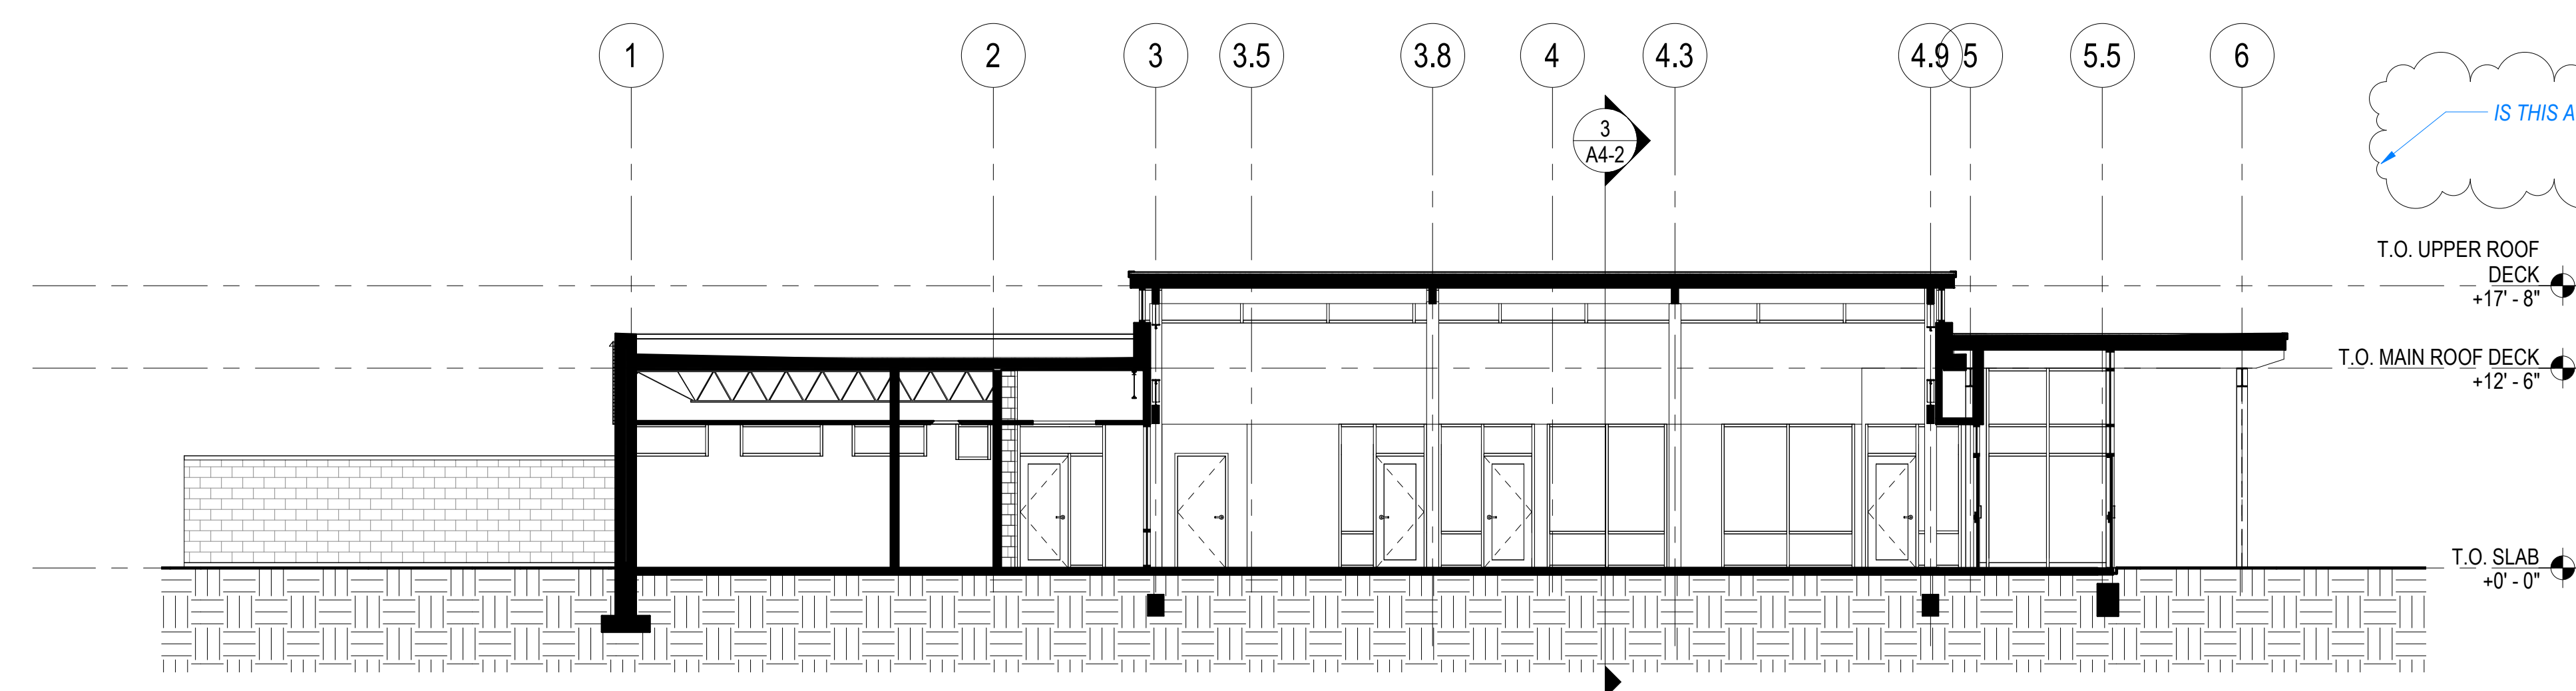 1
2
3
3.5
3.8
4
4.3
4.9
5
5.5
6
3
A4-2
IS THIS A
T.O. UPPER ROOF
DECK
+17' - 8"
T.O. MAIN ROOF DECK
+12' - 6"
T.O. SLAB
+0' - 0"